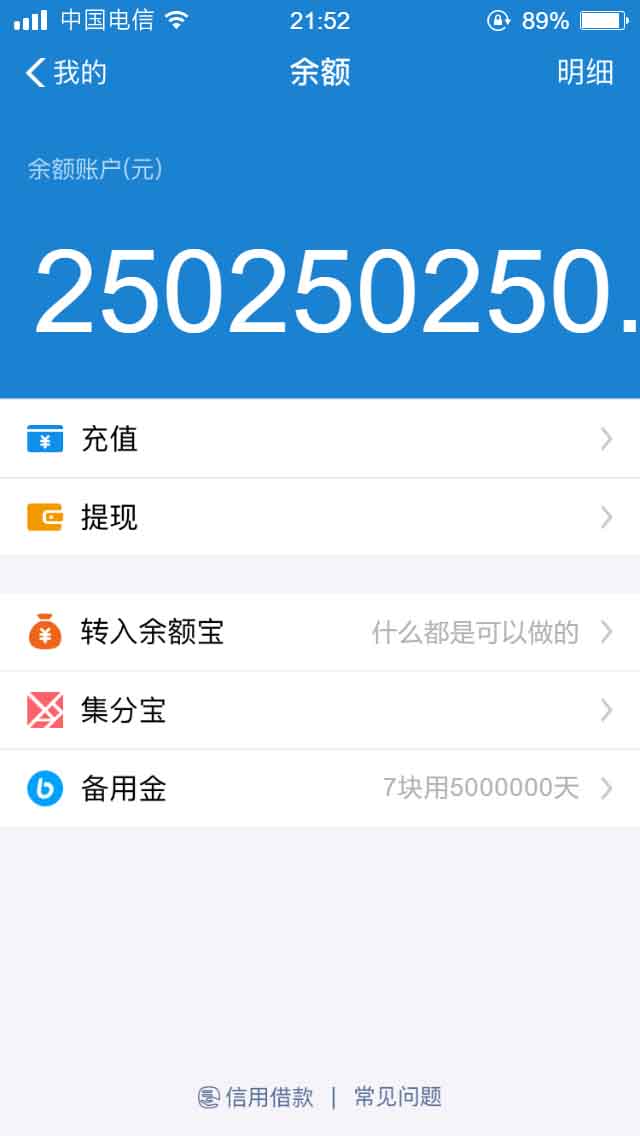 中国电信 21:52 89%
我的 余额 明细
余额账户(元)
250250250.
充值
提现
转入余额宝 什么都是可以做的
集分宝
备用金 7块用5000000天
信用借款 | 常见问题